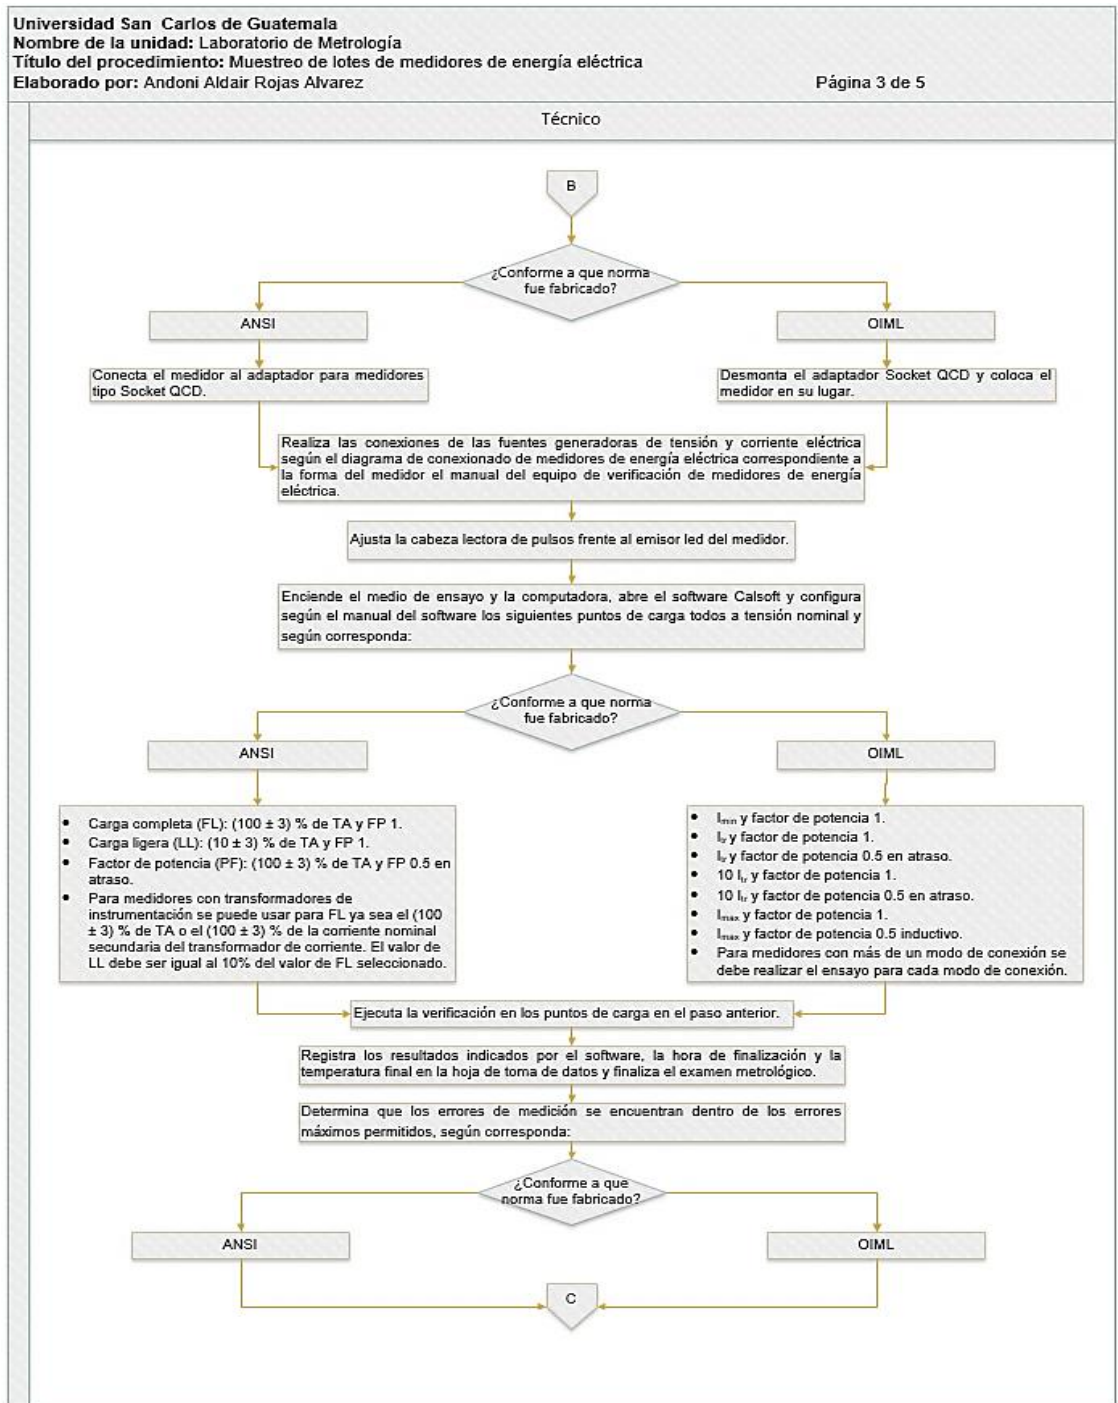 Universidad San Carlos de Guatemala
Nombre de la unidad: Laboratorio de Metrología
Título del procedimiento: Muestreo de lotes de medidores de energía eléctrica
Elaborado por: Andoni Aldair Rojas Alvarez
Página 3 de 5
Técnico
B
¿Conforme a que norma
fue fabricado?
ANSI
OIML
Conecta el medidor al adaptador para medidores
tipo Socket QCD.
Desmonta el adaptador Socket QCD y coloca el
medidor en su lugar.
Realiza las conexiones de las fuentes generadoras de tensión y corriente eléctrica
según el diagrama de conexionado de medidores de energía eléctrica correspondiente a
la forma del medidor el manual del equipo de verificación de medidores de energía
eléctrica.
Ajusta la cabeza lectora de pulsos frente al emisor led del medidor.
Enciende el medio de ensayo y la computadora, abre el software Calsoft y configura
según el manual del software los siguientes puntos de carga todos a tensión nominal y
según corresponda:
¿Conforme a que norma
fue fabricado?
ANSI
OIML
• Carga completa (FL): (100 ± 3) % de TA y FP 1.
• Carga ligera (LL): (10 ± 3) % de TA y FP 1.
• Factor de potencia (PF): (100 ± 3) % de TA y FP 0.5 en
atraso.
• Para medidores con transformadores de
instrumentación se puede usar para FL ya sea el (100
± 3) % de TA o el (100 ± 3) % de la corriente nominal
secundaria del transformador de corriente. El valor de
LL debe ser igual al 10% del valor de FL seleccionado.
• Imin y factor de potencia 1.
• Itr y factor de potencia 1.
• Itr y factor de potencia 0.5 en atraso.
• 10 Itr y factor de potencia 1.
• 10 Itr y factor de potencia 0.5 en atraso.
• Imax y factor de potencia 1.
• Imax y factor de potencia 0.5 inductivo.
• Para medidores con más de un modo de conexión se
debe realizar el ensayo para cada modo de conexión.
Ejecuta la verificación en los puntos de carga en el paso anterior.
Registra los resultados indicados por el software, la hora de finalización y la
temperatura final en la hoja de toma de datos y finaliza el examen metrológico.
Determina que los errores de medición se encuentran dentro de los errores
máximos permitidos, según corresponda:
¿Conforme a que
norma fue fabricado?
ANSI
OIML
C